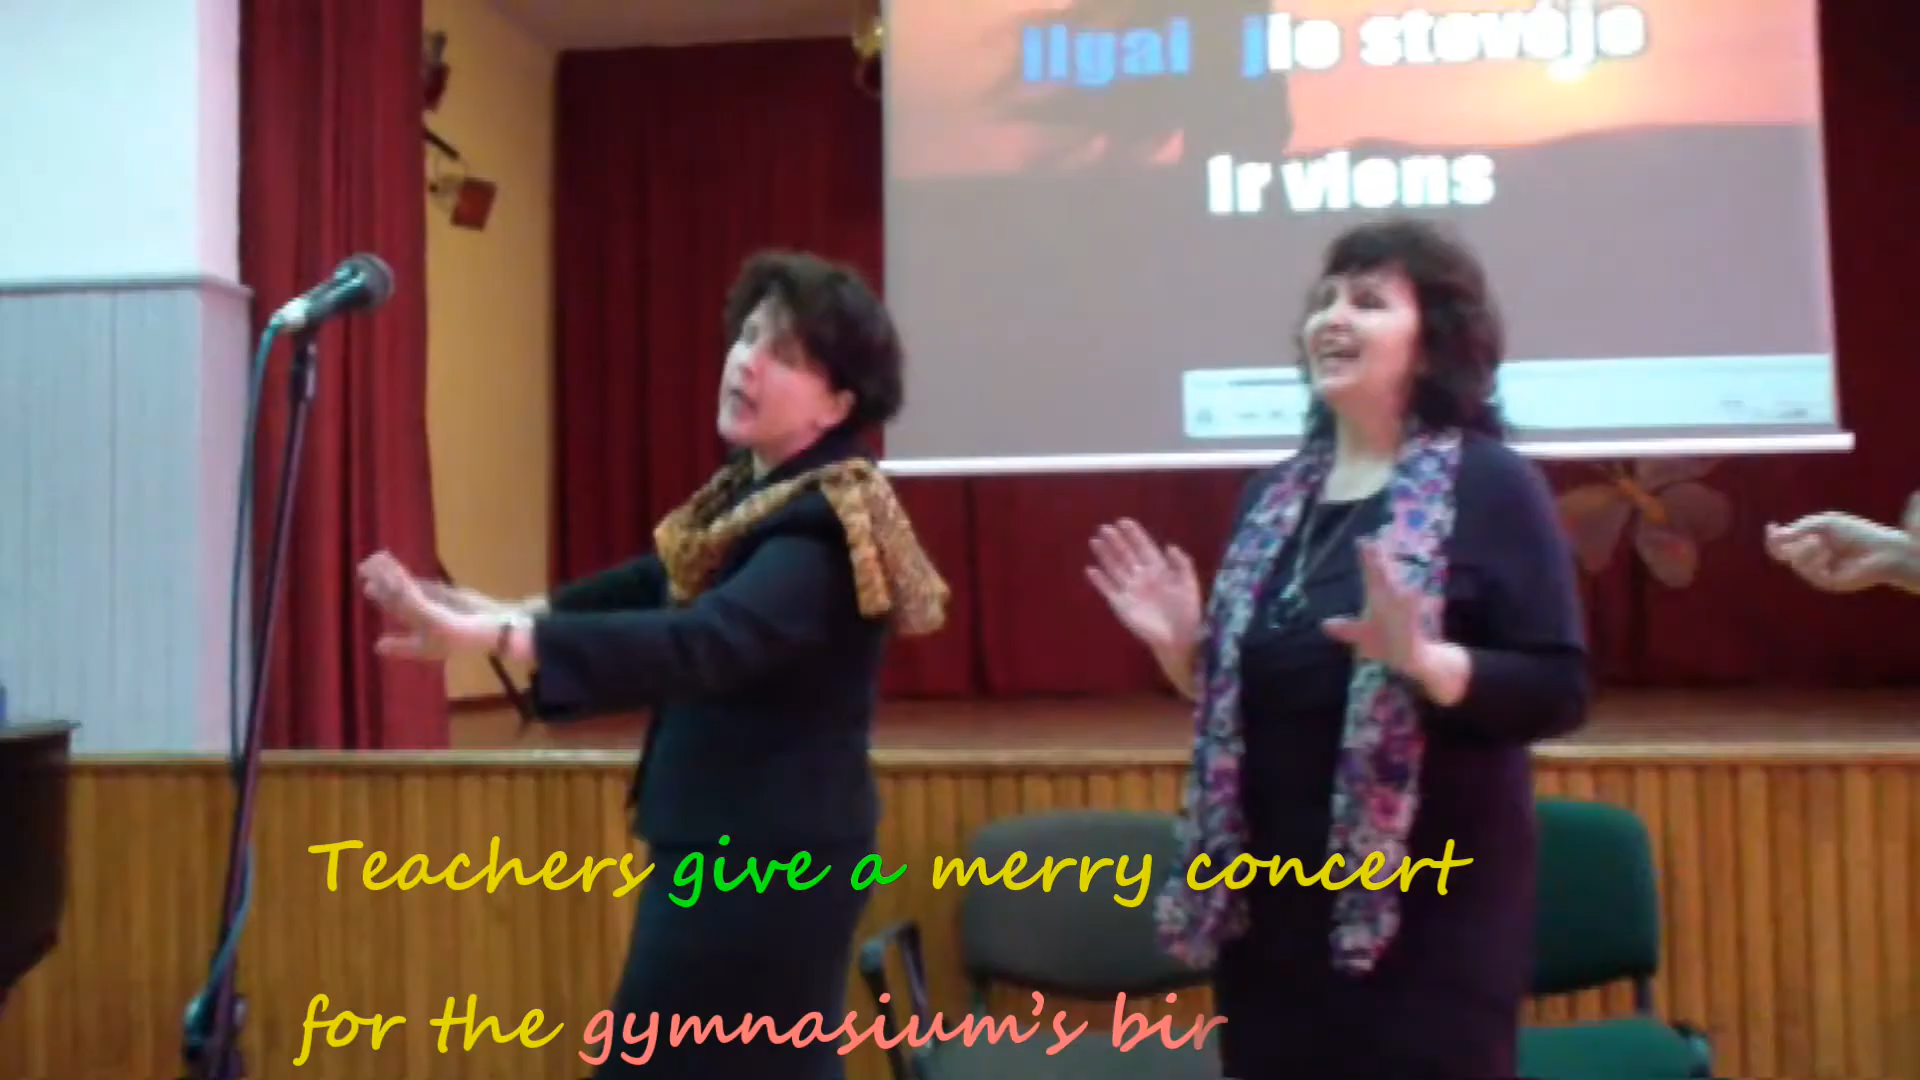 ilgai jie stovėjo
Ir viens
Teachers give a merry concert
for the gymnasium's bir